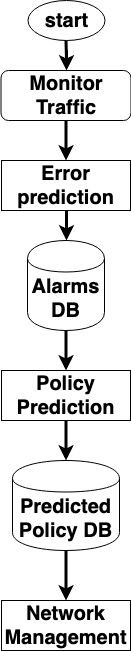 start
Monitor
Traffic
Error
prediction
Alarms
DB
Policy
Prediction
Predicted
Policy DB
Network
Management